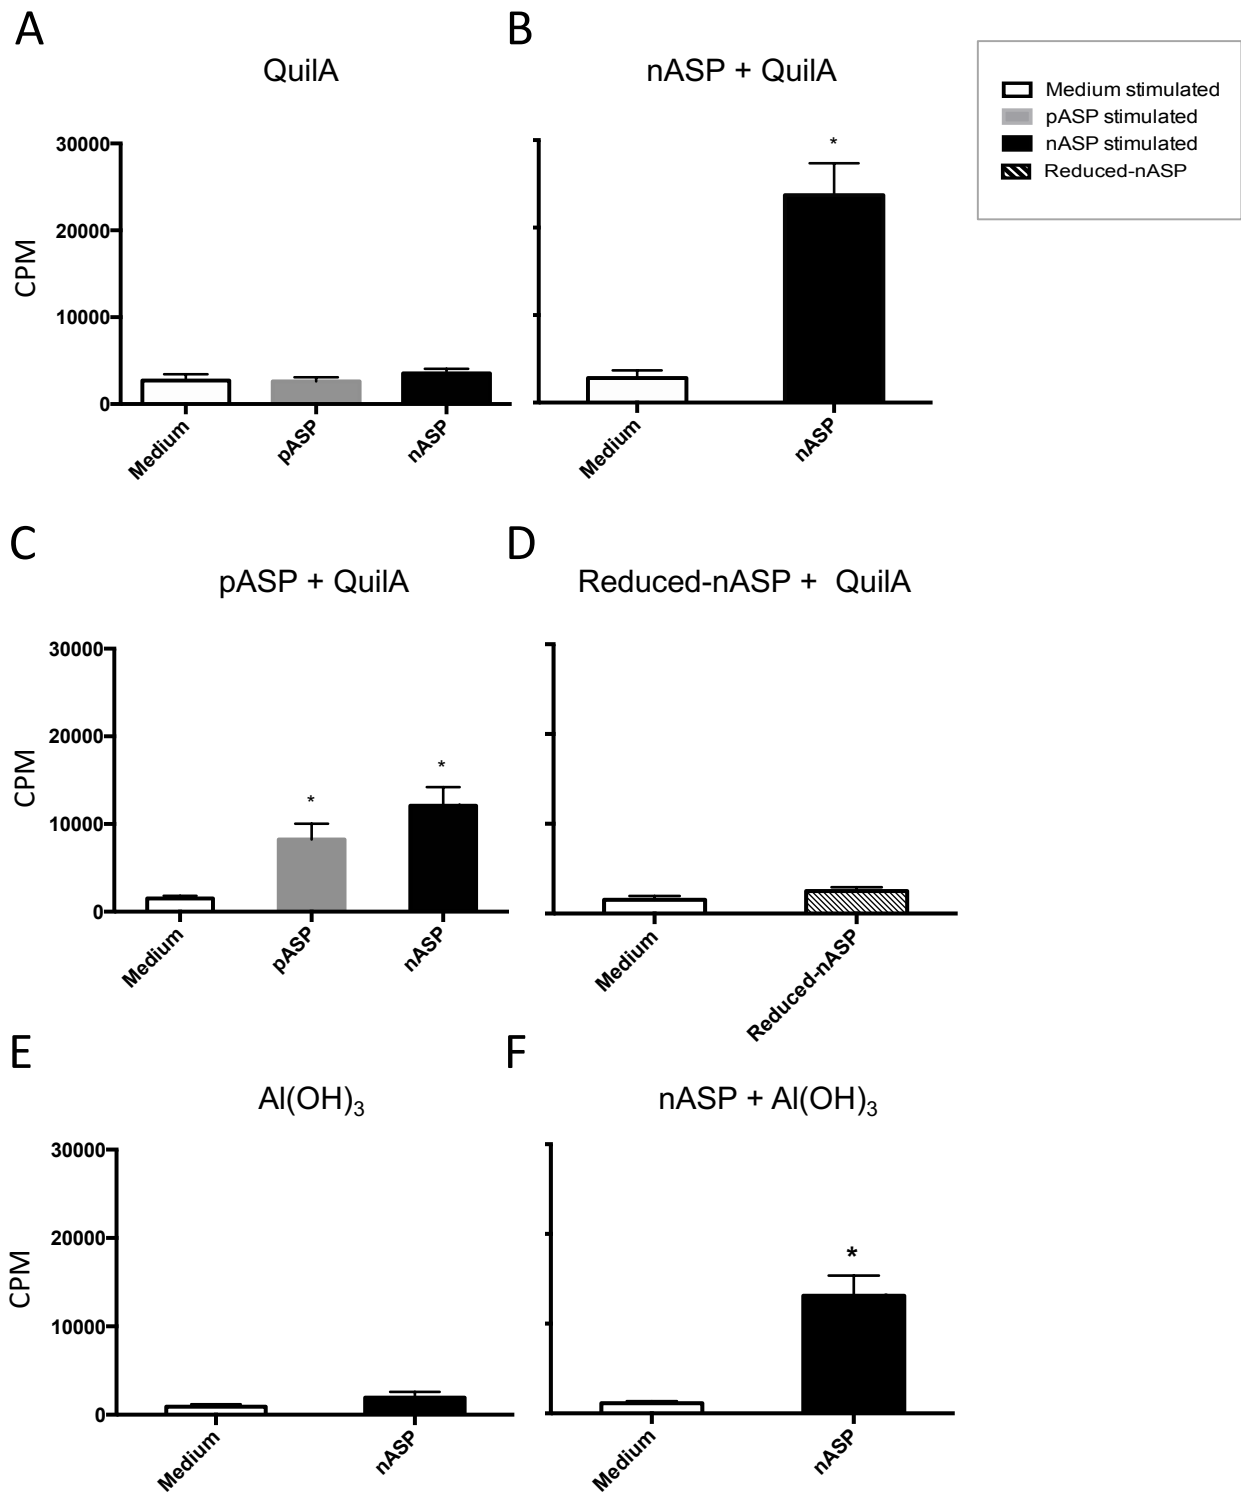 A
QuilA
CPM
30000
20000
10000
0
Medium
pASP
nASP
B
nASP + QuilA
*
Medium
nASP
Medium stimulated
pASP stimulated
nASP stimulated
Reduced-nASP
C
pASP + QuilA
CPM
30000
20000
10000
0
*
*
Medium
pASP
nASP
D
Reduced-nASP + QuilA
Medium
Reduced-nASP
E
Al(OH)₃
CPM
30000
20000
10000
0
Medium
nASP
F
nASP + Al(OH)₃
*
Medium
nASP